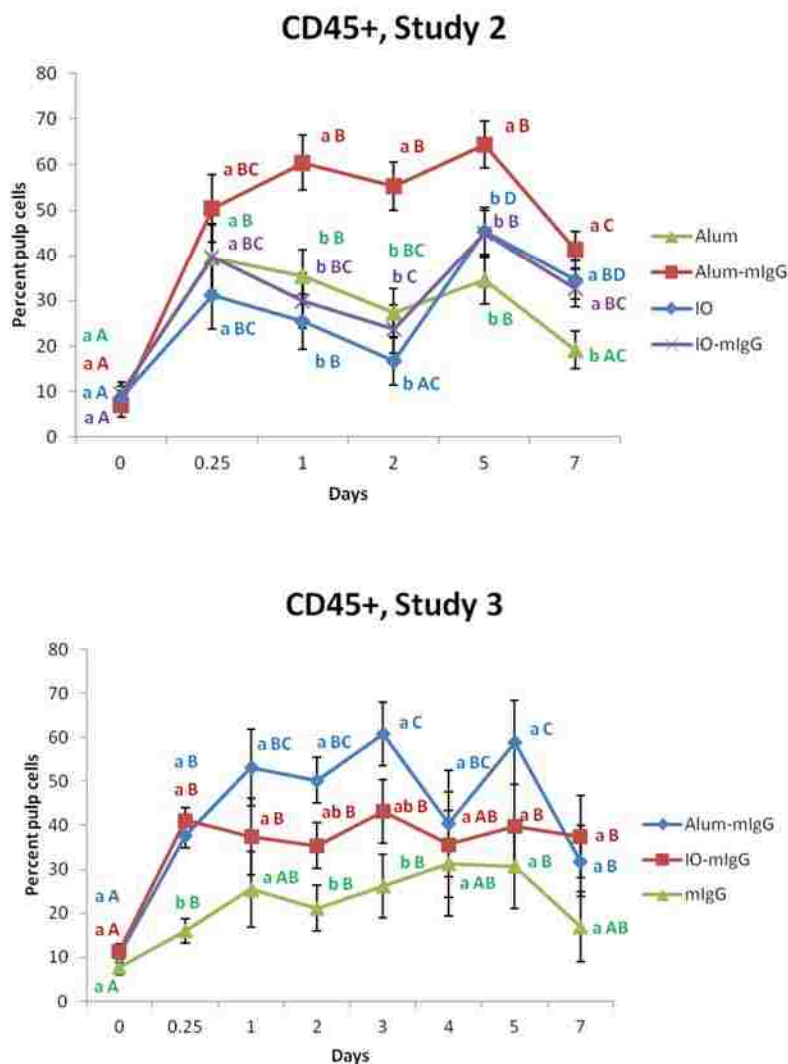 CD45+, Study 2
80
70
60
50
40
30
20
10
0
Percent pulp cells
a A
a A
a A
a A
a BC
a B
a BC
a BC
a B
b B
b BC
b B
a B
b BC
b C
b AC
a B
b D
b B
b B
a C
a BD
a BC
b AC
0 0.25 1 2 5 7
Days
Alum
Alum-mIgG
IO
IO-mIgG
CD45+, Study 3
80
70
60
50
40
30
20
10
0
Percent pulp cells
a A
a A
a A
a B
a B
b B
a BC
a B
a AB
a BC
ab B
b B
a C
ab B
b B
a BC
a AB
a AB
a C
a B
a B
a B
a B
a AB
0 0.25 1 2 3 4 5 7
Days
Alum-mIgG
IO-mIgG
mIgG